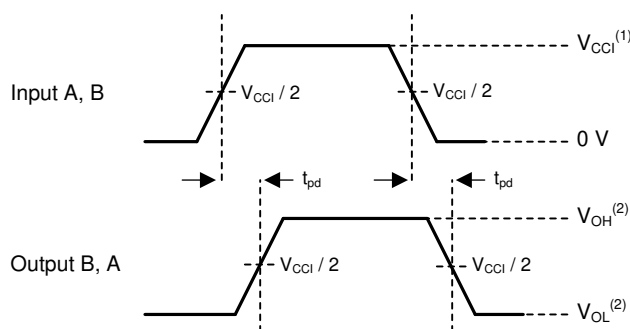 V_CCI^(1)
Input A, B
V_CCI / 2
V_CCI / 2
0 V
t_pd
t_pd
V_OH^(2)
Output B, A
V_CCI / 2
V_CCI / 2
V_OL^(2)